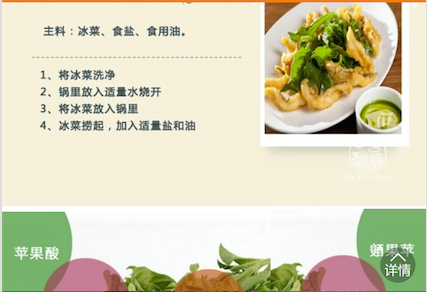 主料：冰菜、食盐、食用油。
1、将冰菜洗净
2、锅里放入适量水烧开
3、将冰菜放入锅里
4、冰菜捞起，加入适量盐和油
苹果酸
详情